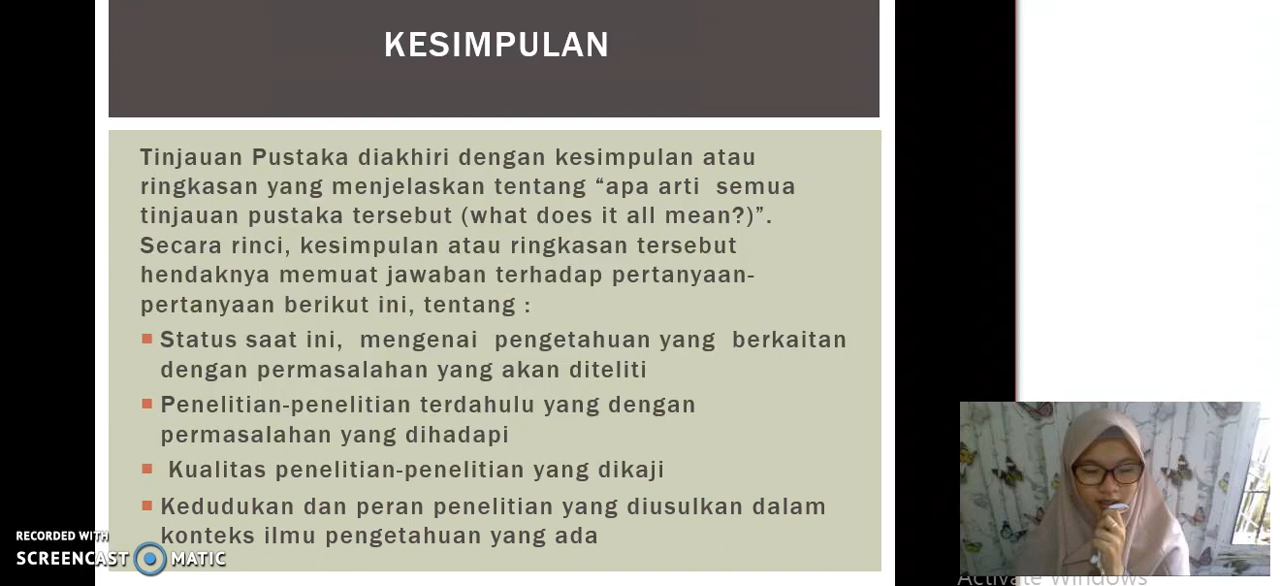 KESIMPULAN
Tinjauan Pustaka diakhiri dengan kesimpulan atau
ringkasan yang menjelaskan tentang “apa arti semua
tinjauan pustaka tersebut (what does it all mean?)”.
Secara rinci, kesimpulan atau ringkasan tersebut
hendaknya memuat jawaban terhadap pertanyaan-
pertanyaan berikut ini, tentang :
Status saat ini, mengenai pengetahuan yang berkaitan
dengan permasalahan yang akan diteliti
Penelitian-penelitian terdahulu yang dengan
permasalahan yang dihadapi
Kualitas penelitian-penelitian yang dikaji
Kedudukan dan peran penelitian yang diusulkan dalam
konteks ilmu pengetahuan yang ada
RECORDED WITH
SCREENCAST MATIC
Activate Windows